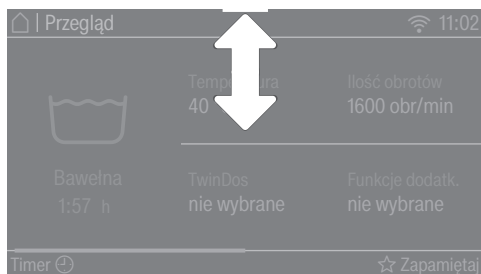 | Przegląd 11:02
Temperatura Ilość obrotów
40 1600 obr/min
Bawełna TwinDos Funkcje dodatk.
1:57 h nie wybrane nie wybrane
Timer Zapamiętaj